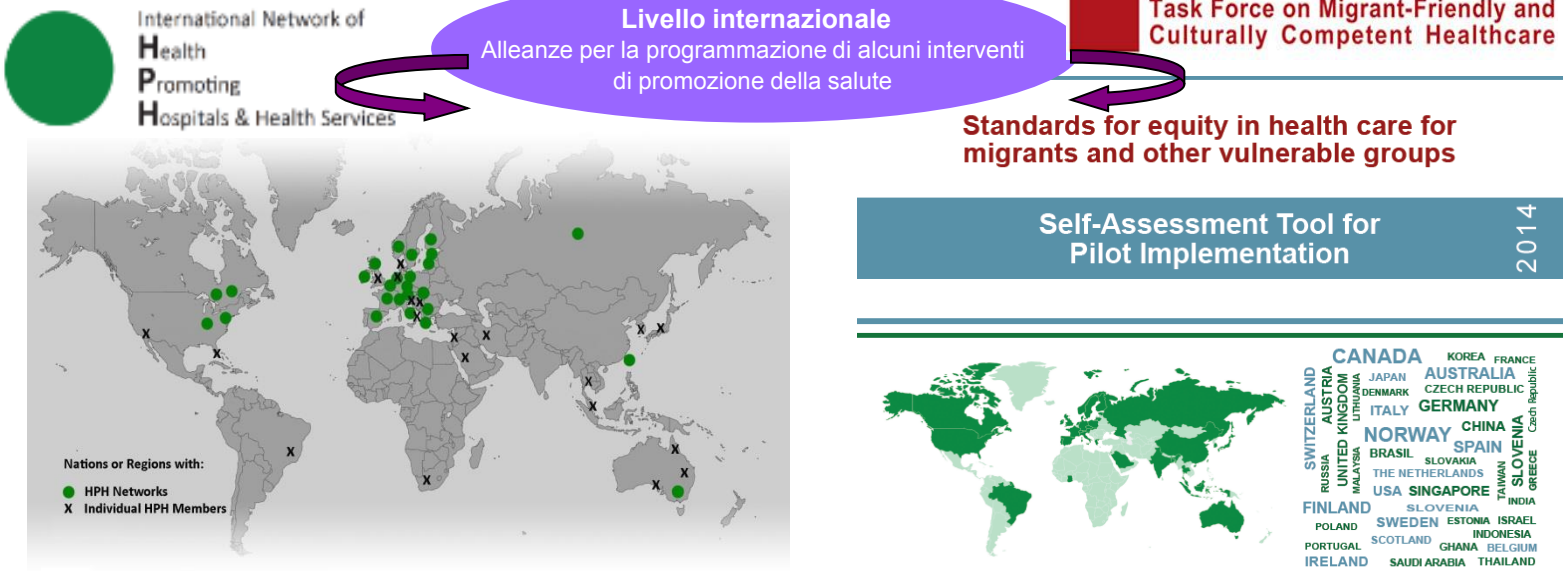 International Network of
Health
Promoting
Hospitals & Health Services
Livello internazionale
Alleanze per la programmazione di alcuni interventi
di promozione della salute
Task Force on Migrant-Friendly and
Culturally Competent Healthcare
Standards for equity in health care for
migrants and other vulnerable groups
Self-Assessment Tool for
Pilot Implementation
2014
Nations or Regions with:
HPH Networks
X Individual HPH Members
SWITZERLAND
AUSTRIA
RUSSIA
UNITED KINGDOM
LITHUANIA
MALAYSIA
CANADA
KOREA
FRANCE
JAPAN
AUSTRALIA
DENMARK
CZECH REPUBLIC
Czech Republic
ITALY
GERMANY
NORWAY
CHINA
SPAIN
BRASIL
SLOVAKIA
THE NETHERLANDS
TAIWAN
SLOVENIA
GREECE
USA
SINGAPORE
INDIA
FINLAND
SLOVENIA
POLAND
SWEDEN
ESTONIA
ISRAEL
SCOTLAND
INDONESIA
PORTUGAL
GHANA
BELGIUM
IRELAND
SAUDI ARABIA
THAILAND